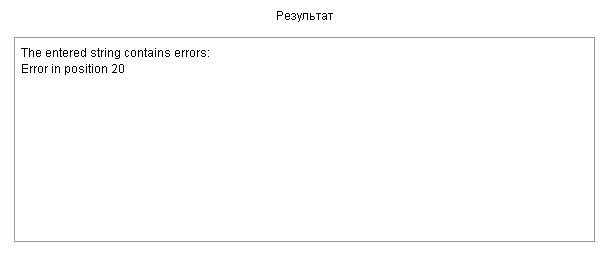 Результат
The entered string contains errors:
Error in position 20